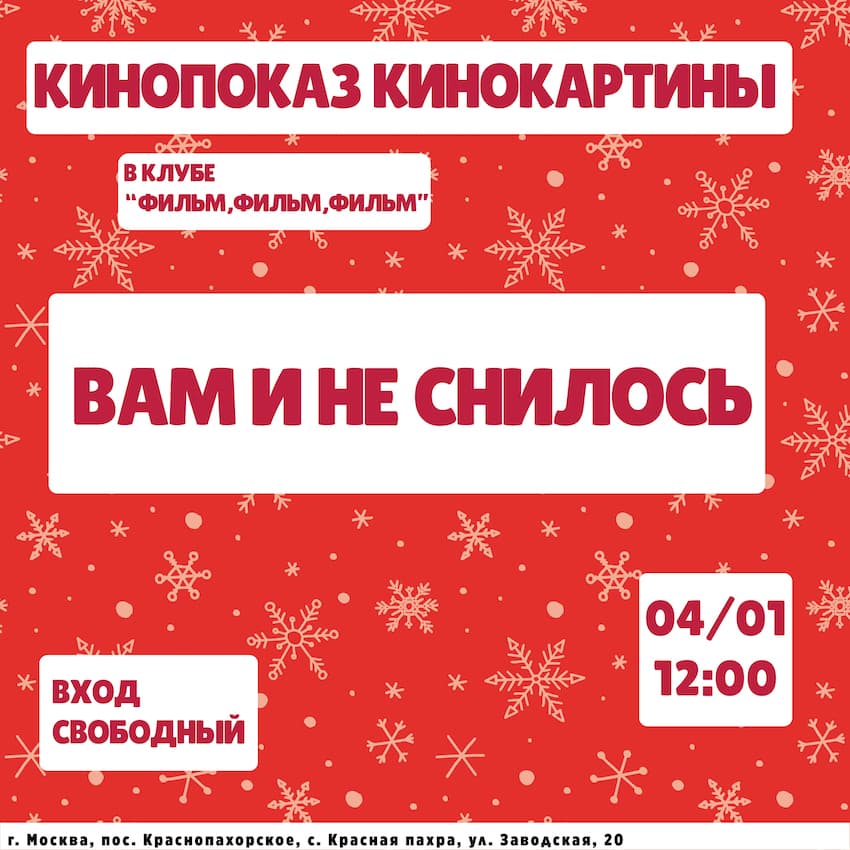 КИНОПОКАЗ КИНОКАРТИНЫ
В КЛУБЕ
“ФИЛЬМ,ФИЛЬМ,ФИЛЬМ”
ВАМ И НЕ СНИЛОСЬ
04/01
12:00
ВХОД
СВОБОДНЫЙ
г. Москва, пос. Краснопахорское, с. Красная пахра, ул. Заводская, 20